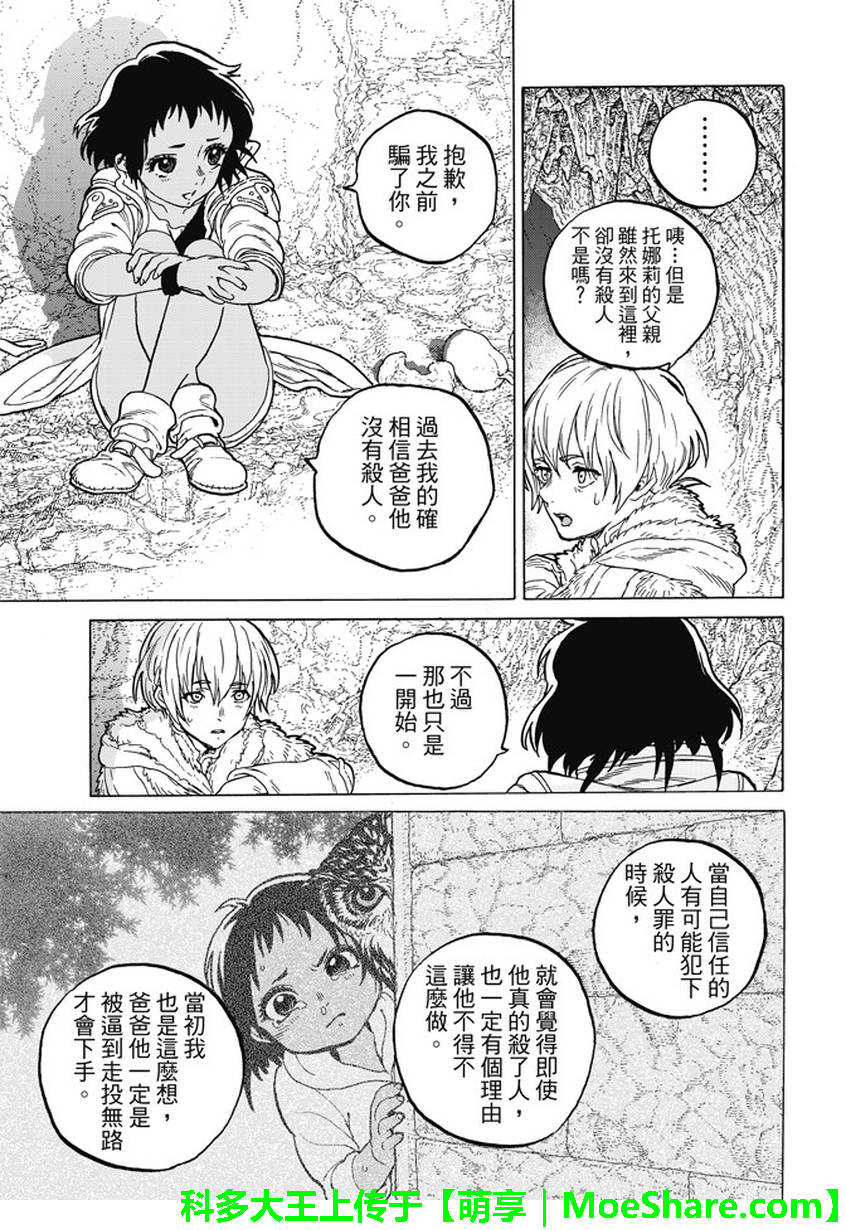 ………
咦…但是
托娜莉的父親
雖然來到這裡，
卻沒有殺人
不是嗎？
抱歉，
我之前
騙了你。
過去我的確
相信爸爸他
沒有殺人。
不過
那也只是
一開始。
當自己信任的
人有可能犯下
殺人罪的
時候，
就會覺得即使
他真的殺了人，
也一定有個理由
讓他不得不
這麼做。
當初我
也是這麼想，
爸爸他一定是
被逼到走投無路
才會下手。
科多大王上传于【萌享｜MoeShare.com】